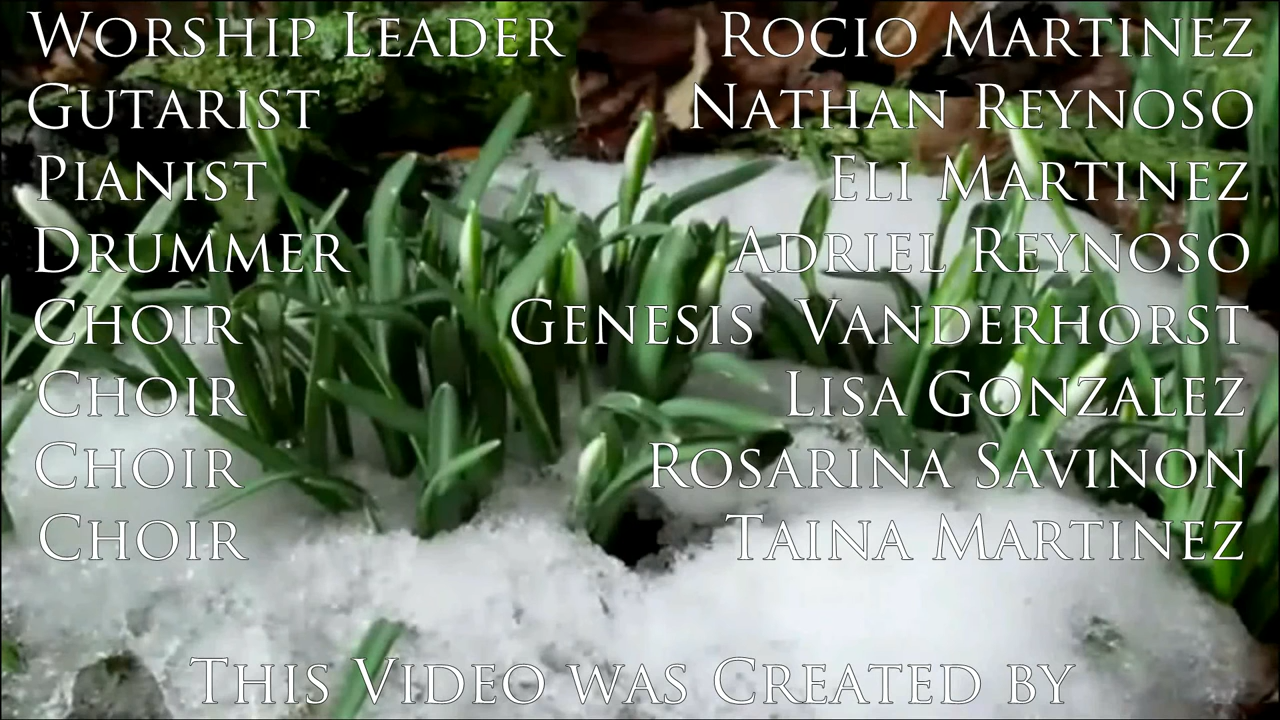 Worship Leader Rocio Martinez
Gutarist Nathan Reynoso
Pianist Eli Martinez
Drummer Adriel Reynoso
Choir Genesis Vanderhorst
Choir Lisa Gonzalez
Choir Rosarina Savinon
Choir Taina Martinez
This Video was Created by